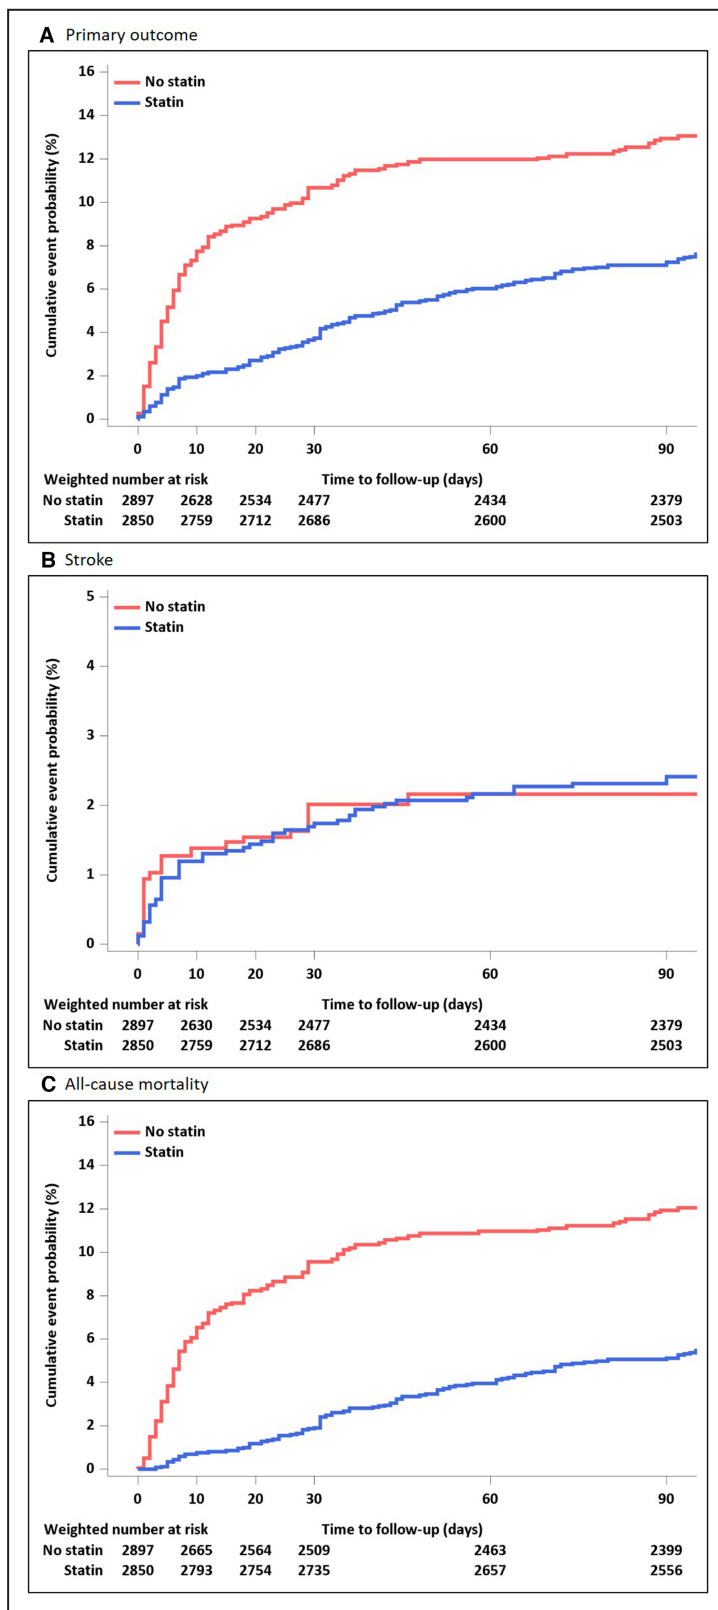 A Primary outcome
16
14
12
10
8
6
4
2
0
Cumulative event probability (%)
No statin
Statin
0 10 20 30 60 90
Weighted number at risk Time to follow-up (days)
No statin 2897 2628 2534 2477 2434 2379
Statin 2850 2759 2712 2686 2600 2503
B Stroke
5
4
3
2
1
0
Cumulative event probability (%)
No statin
Statin
0 10 20 30 60 90
Weighted number at risk Time to follow-up (days)
No statin 2897 2630 2534 2477 2434 2379
Statin 2850 2759 2712 2686 2600 2503
C All-cause mortality
16
14
12
10
8
6
4
2
0
Cumulative event probability (%)
No statin
Statin
0 10 20 30 60 90
Weighted number at risk Time to follow-up (days)
No statin 2897 2665 2564 2509 2463 2399
Statin 2850 2793 2754 2735 2657 2556